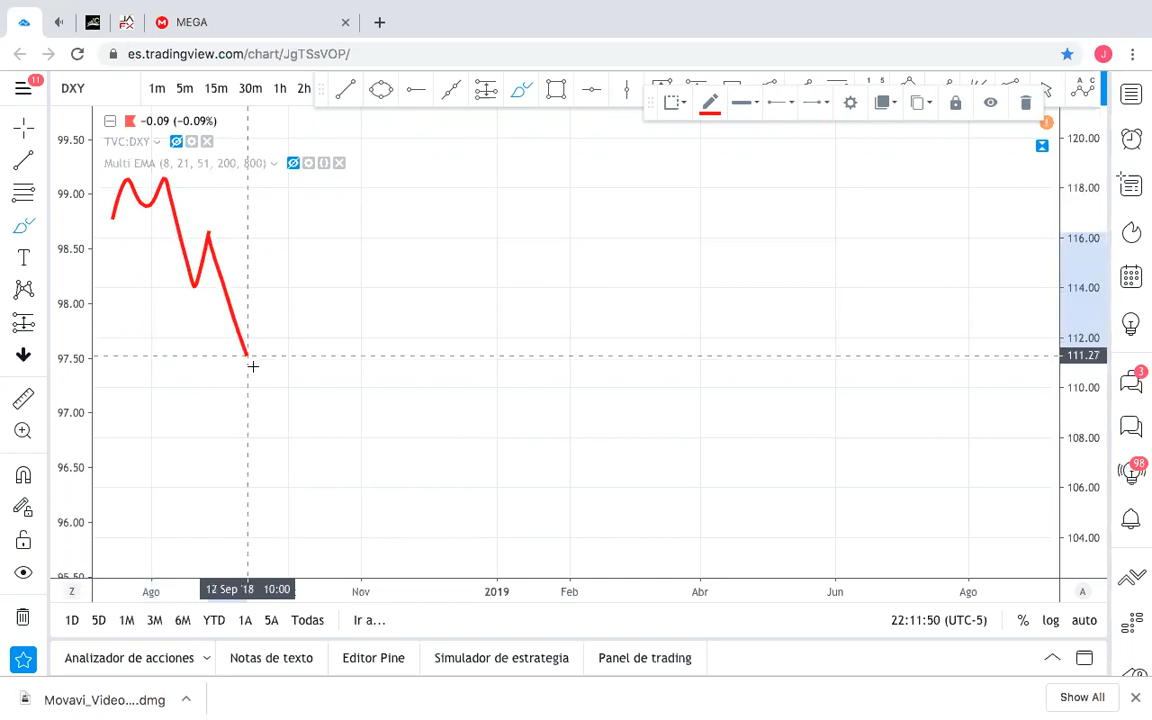 MEGA
es.tradingview.com/chart/JgTSsVOP/
J
11
DXY
1m 5m 15m 30m 1h 2h
−0.09 (−0.09%)
TVC:DXY
Multi EMA (8, 21, 51, 200, 800)
99.50
99.00
98.50
98.00
97.50
97.00
96.50
96.00
95.50
120.00
118.00
116.00
114.00
112.00
111.27
110.00
108.00
106.00
104.00
3
98
Z
Ago
12 Sep '18 10:00
Nov
2019
Feb
Abr
Jun
Ago
A
1D 5D 1M 3M 6M YTD 1A 5A Todas Ir a...
22:11:50 (UTC-5) % log auto
Analizador de acciones Notas de texto Editor Pine Simulador de estrategia Panel de trading
Movavi_Video....dmg
Show All